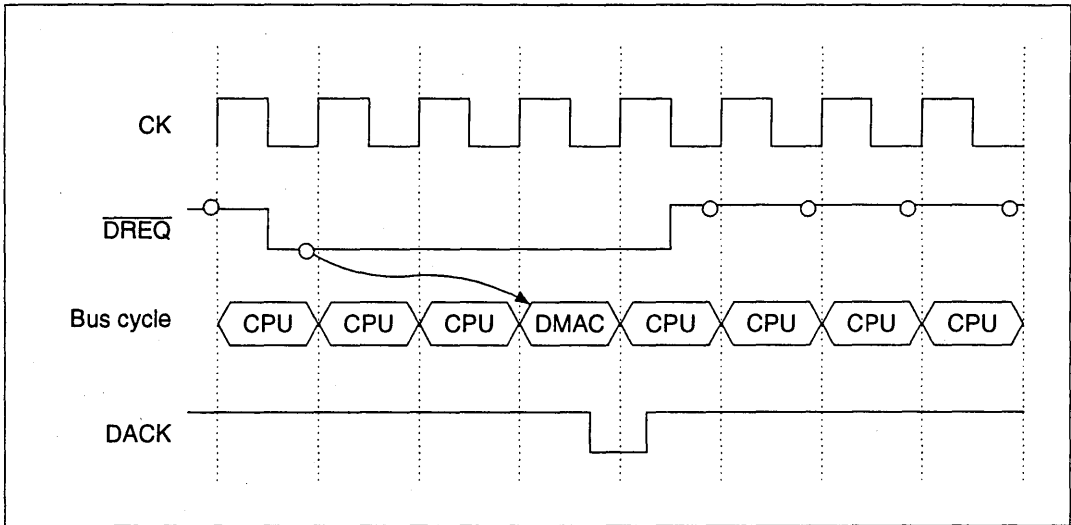 CK
DREQ
Bus cycle
CPU CPU CPU DMAC CPU CPU CPU CPU
DACK